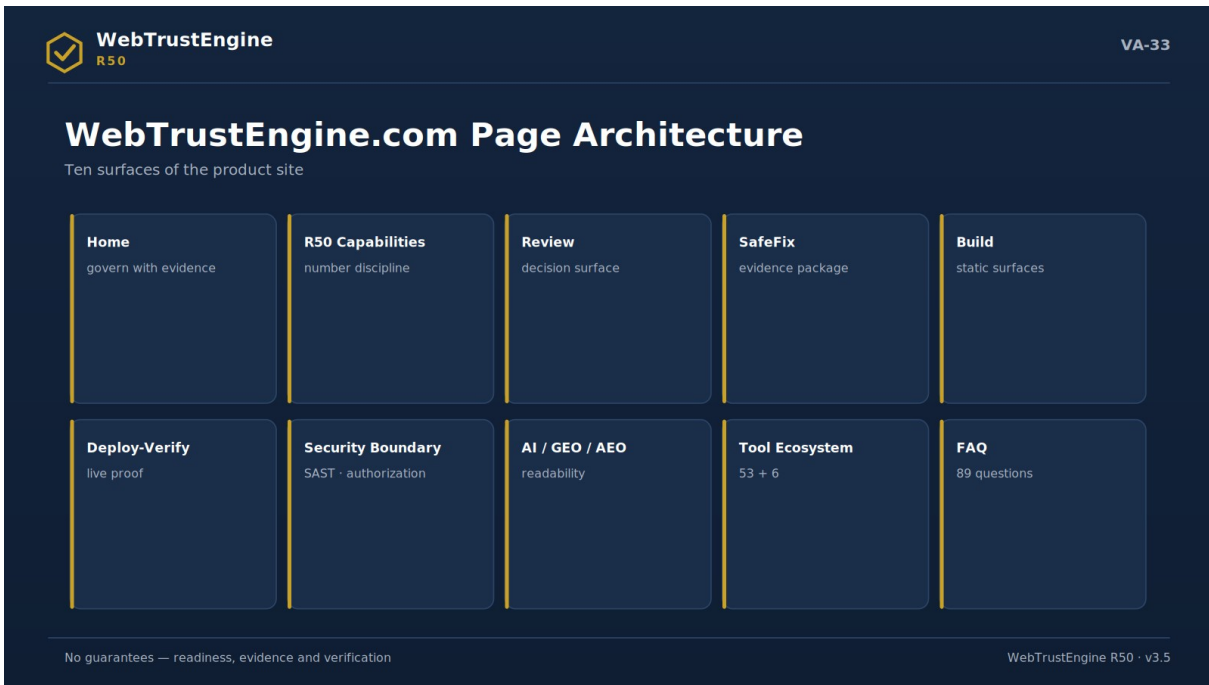 WebTrustEngine
R50
VA-33
WebTrustEngine.com Page Architecture
Ten surfaces of the product site
Home
govern with evidence
R50 Capabilities
number discipline
Review
decision surface
SafeFix
evidence package
Build
static surfaces
Deploy-Verify
live proof
Security Boundary
SAST · authorization
AI / GEO / AEO
readability
Tool Ecosystem
53 + 6
FAQ
89 questions
No guarantees — readiness, evidence and verification
WebTrustEngine R50 · v3.5